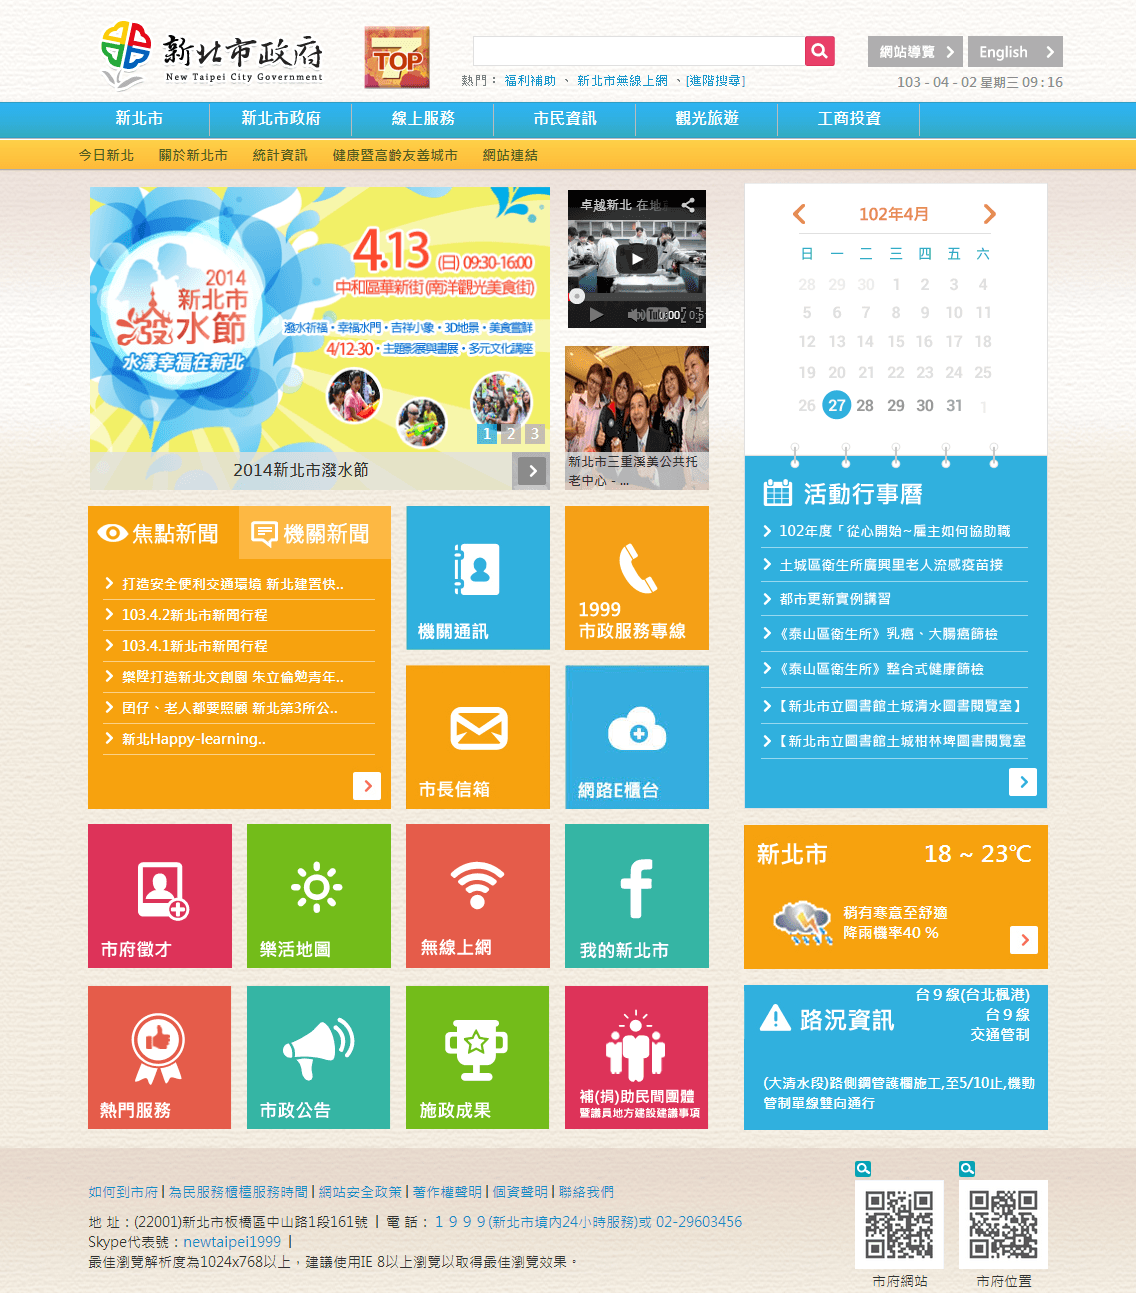 新北市政府
New Taipei City Government
TOP
7
網站導覽
English
熱門： 福利補助 、 新北市無線上網 、[進階搜尋]
103 - 04 - 02 星期三 09 : 16
新北市 新北市政府 線上服務 市民資訊 觀光旅遊 工商投資
今日新北 關於新北市 統計資訊 健康暨高齡友善城市 網站連結
4.13 (日) 09:30-16:00
中和區華新街(南洋觀光美食街)
2014
新北市
潑水節
水漾幸福在新北
潑水祈福・幸福水門・吉祥小象・3D地景・美食嘗鮮
4/12-30・主題影展與書展・多元文化講座
1 2 3
2014新北市潑水節
卓越新北 在地
0:00
新北市三重溪美公共托
老中心 - ...
102年4月
日 一 二 三 四 五 六
28 29 30 1 2 3 4
5 6 7 8 9 10 11
12 13 14 15 16 17 18
19 20 21 22 23 24 25
26 27 28 29 30 31 1
活動行事曆
102年度「從心開始~雇主如何協助職
土城區衛生所廣興里老人流感疫苗接
都市更新實例講習
《泰山區衛生所》乳癌、大腸癌篩檢
《泰山區衛生所》整合式健康篩檢
【新北市立圖書館土城清水圖書閱覽室】
【新北市立圖書館土城柑林埤圖書閱覽室
焦點新聞
機關新聞
打造安全便利交通環境 新北建置快..
103.4.2新北市新聞行程
103.4.1新北市新聞行程
樂陞打造新北文創園 朱立倫勉青年..
囝仔、老人都要照顧 新北第3所公..
新北Happy-learning..
機關通訊
1999
市政服務專線
市長信箱
網路E櫃台
市府徵才
樂活地圖
無線上網
我的新北市
新北市
18 ~ 23℃
稍有寒意至舒適
降雨機率40 %
熱門服務
市政公告
施政成果
補(捐)助民間團體
暨議員地方建設建議事項
路況資訊
台９線(台北楓港)
台９線
交通管制
(大清水段)路側鋼管護欄施工,至5/10止,機動
管制單線雙向通行
如何到市府 | 為民服務櫃檯服務時間 | 網站安全政策 | 著作權聲明 | 個資聲明 | 聯絡我們
地 址：(22001)新北市板橋區中山路1段161號 | 電 話： １９９９(新北市境內24小時服務)或 02-29603456
Skype代表號：newtaipei1999 |
最佳瀏覽解析度為1024x768以上，建議使用IE 8以上瀏覽以取得最佳瀏覽效果。
市府網站
市府位置